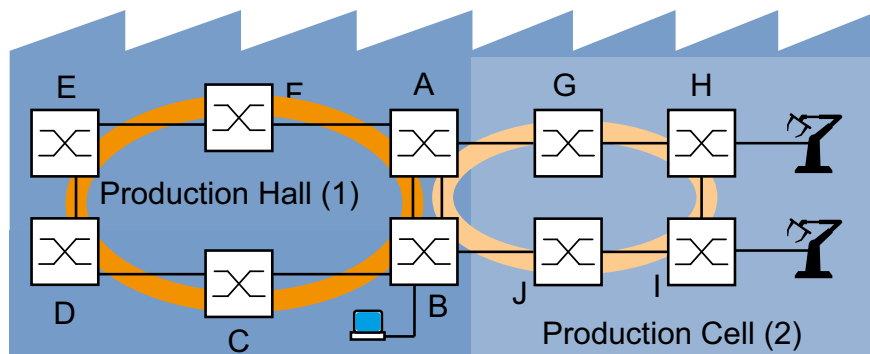 E
F
A
G
H
Production Hall (1)
D
C
B
J
I
Production Cell (2)